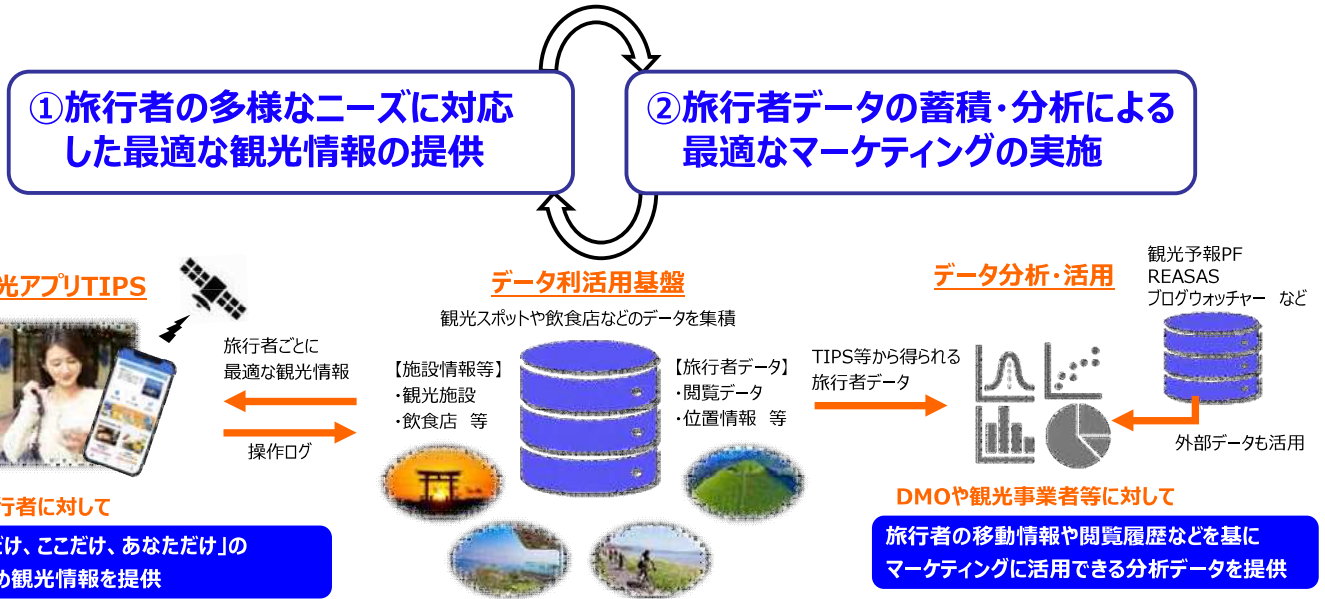 ①旅行者の多様なニーズに対応
した最適な観光情報の提供
②旅行者データの蓄積・分析による
最適なマーケティングの実施
光アプリTIPS
旅行者ごとに
最適な観光情報
操作ログ
行者に対して
だけ、ここだけ、あなただけ」の
め観光情報を提供
データ利活用基盤
観光スポットや飲食店などのデータを集積
【施設情報等】
・観光施設
・飲食店 等
【旅行者データ】
・閲覧データ
・位置情報 等
TIPS等から得られる
旅行者データ
データ分析・活用
観光予報PF
REASAS
ブログウォッチャー など
外部データも活用
DMOや観光事業者等に対して
旅行者の移動情報や閲覧履歴などを基に
マーケティングに活用できる分析データを提供